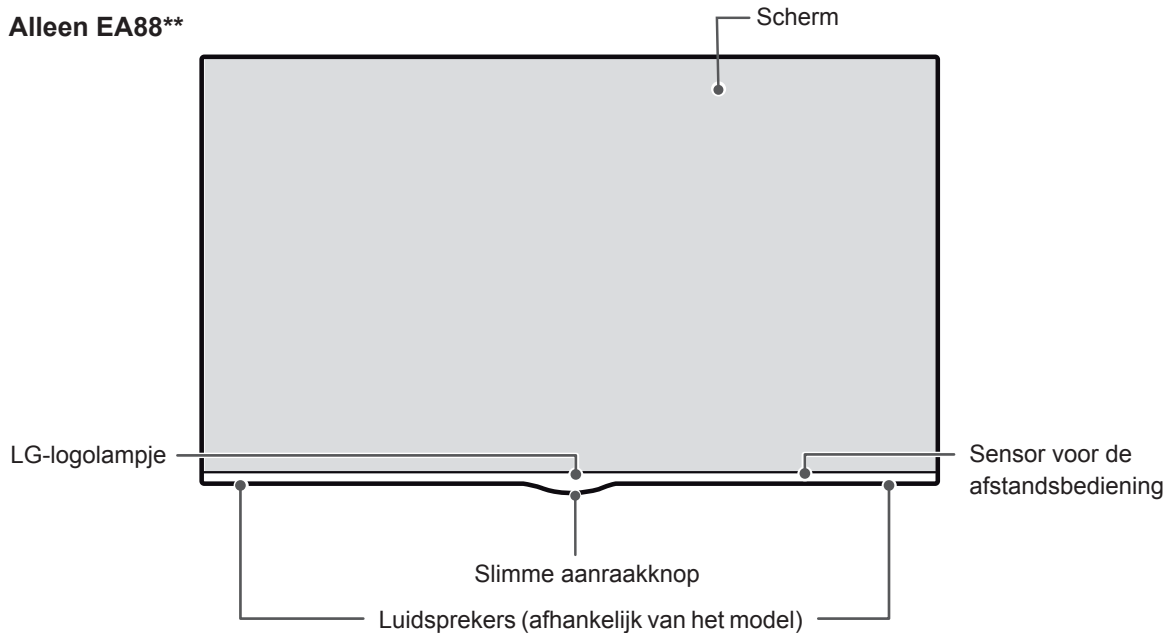 Alleen EA88**
Scherm
LG-logolampje
Sensor voor de
afstandsbediening
Slimme aanraakknop
Luidsprekers (afhankelijk van het model)